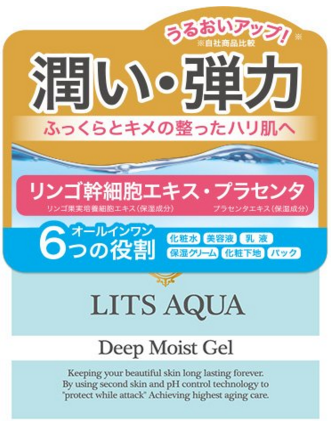 うるおいアップ!※
※自社商品比較
潤い・弾力
ふっくらとキメの整ったハリ肌へ
リンゴ幹細胞エキス・プラセンタ
リンゴ果実培養細胞エキス(保湿成分) プラセンタエキス(保湿成分)
オールインワン
6つの役割
化粧水 美容液 乳液
保湿クリーム 化粧下地 パック
LITS AQUA
Deep Moist Gel
Keeping your beautiful skin long lasting forever.
By using second skin and pH control technology to
"protect while attack" Achieving highest aging care.